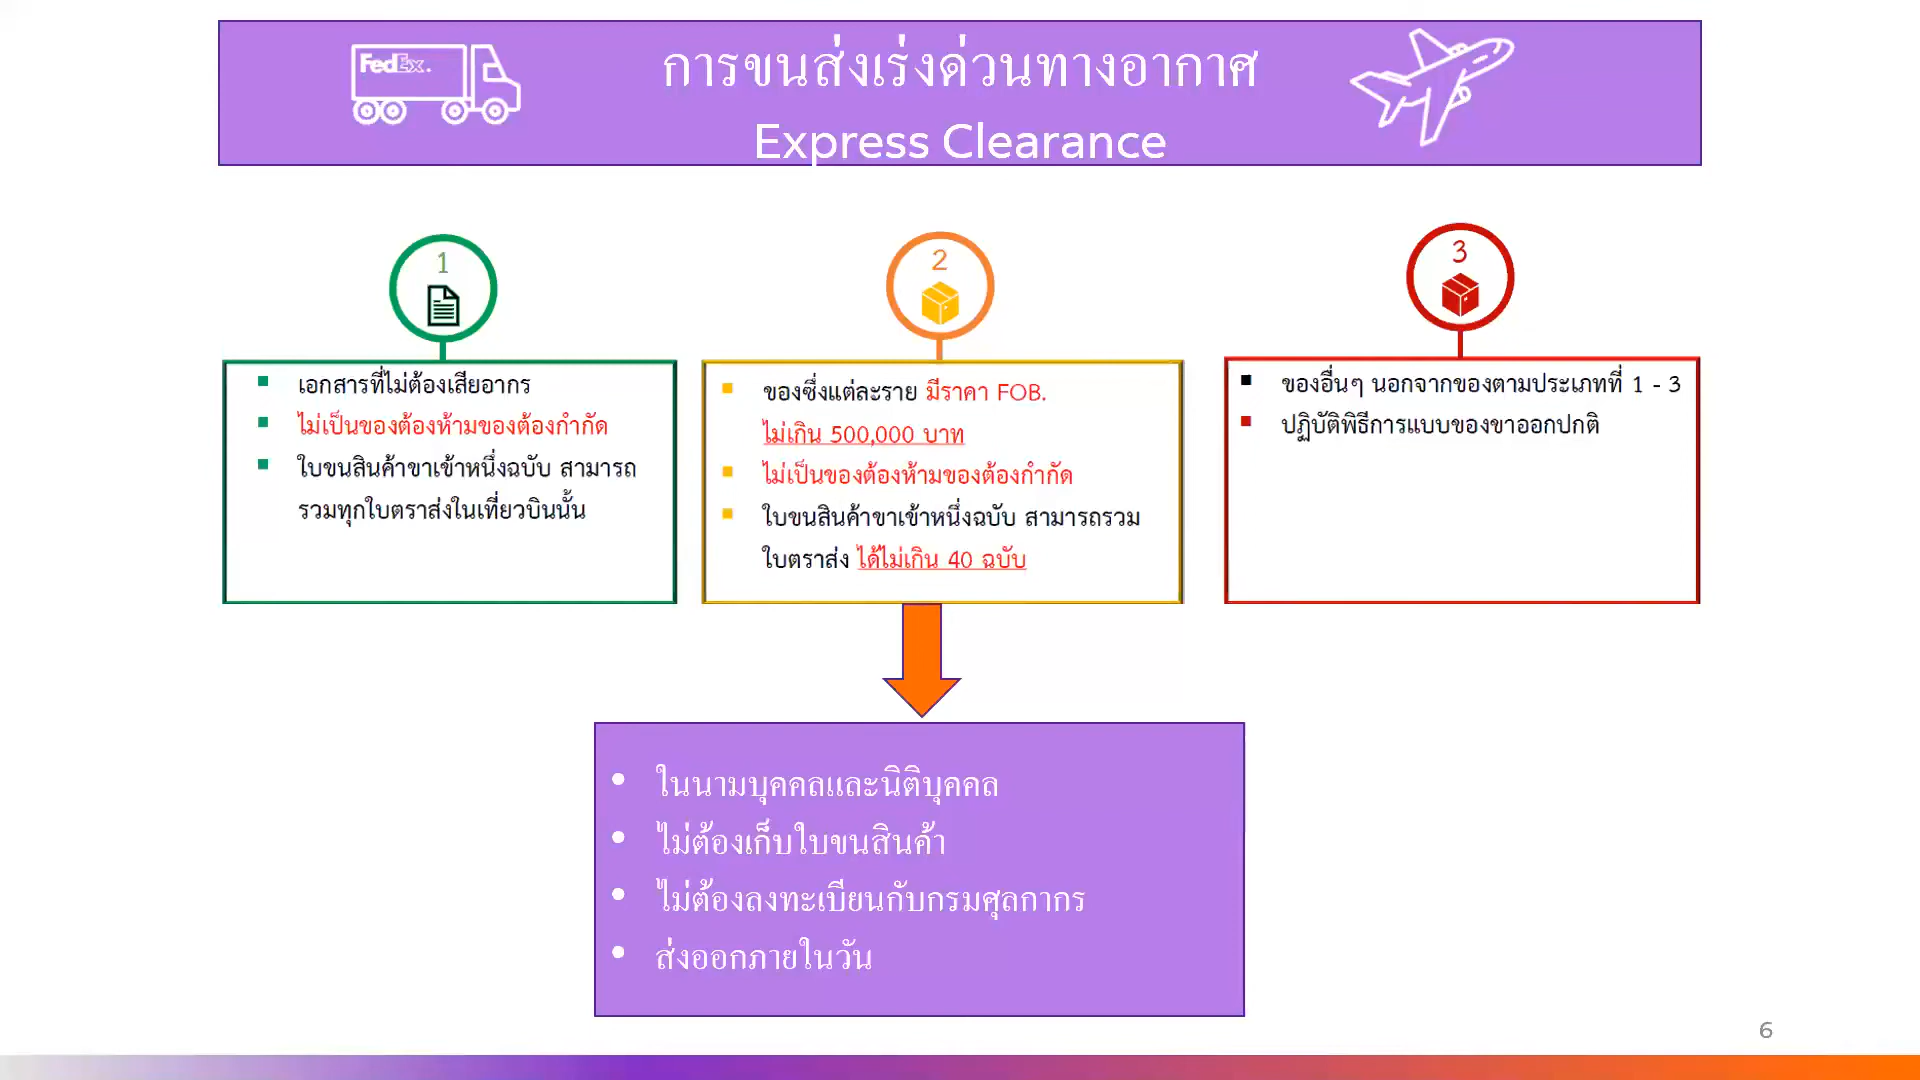 FedEx.
การขนส่งเร่งด่วนทางอากาศ
Express Clearance
1
เอกสารที่ไม่ต้องเสียอากร
ไม่เป็นของต้องห้ามของต้องกำกัด
ใบขนสินค้าขาเข้าหนึ่งฉบับ สามารถ
รวมทุกใบตราส่งในเที่ยวบินนั้น
2
ของซึ่งแต่ละราย มีราคา FOB.
ไม่เกิน 500,000 บาท
ไม่เป็นของต้องห้ามของต้องกำกัด
ใบขนสินค้าขาเข้าหนึ่งฉบับ สามารถรวม
ใบตราส่ง ได้ไม่เกิน 40 ฉบับ
3
ของอื่นๆ นอกจากของตามประเภทที่ 1 - 3
ปฏิบัติพิธีการแบบของขาออกปกติ
ในนามบุคคลและนิติบุคคล
ไม่ต้องเก็บใบขนสินค้า
ไม่ต้องลงทะเบียนกับกรมศุลกากร
ส่งออกภายในวัน
6